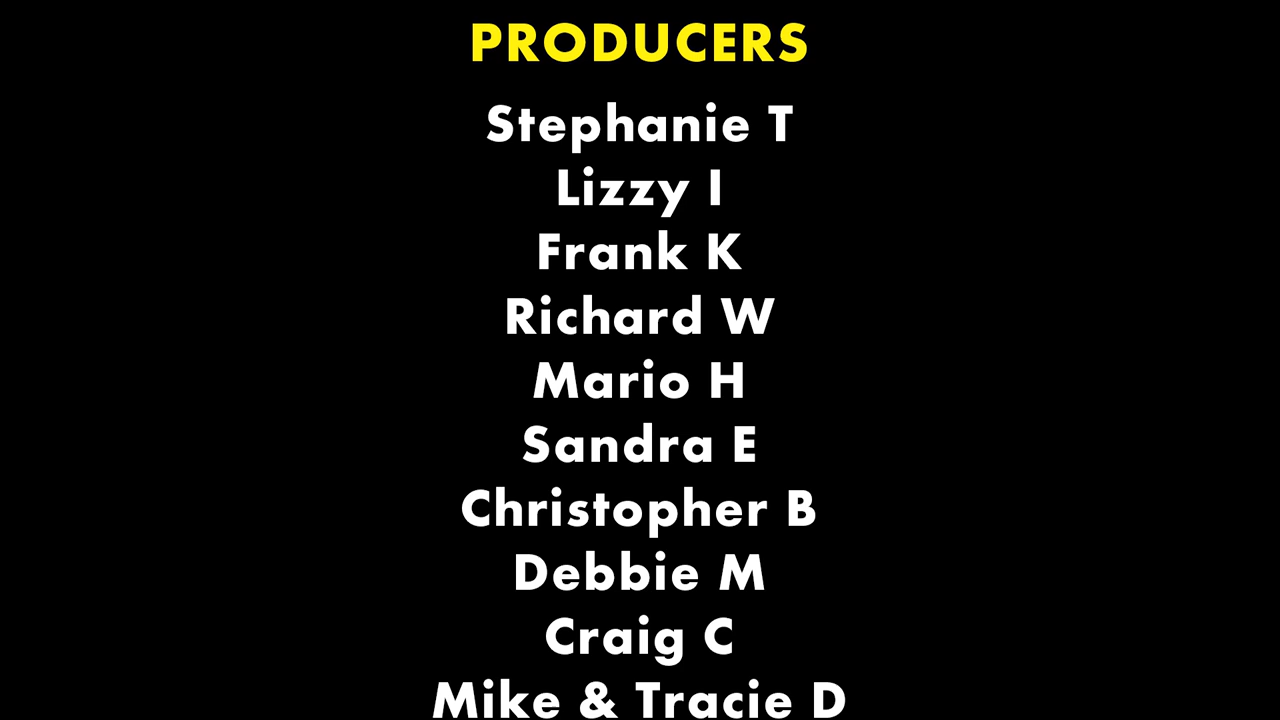 PRODUCERS
Stephanie T
Lizzy I
Frank K
Richard W
Mario H
Sandra E
Christopher B
Debbie M
Craig C
Mike & Tracie D